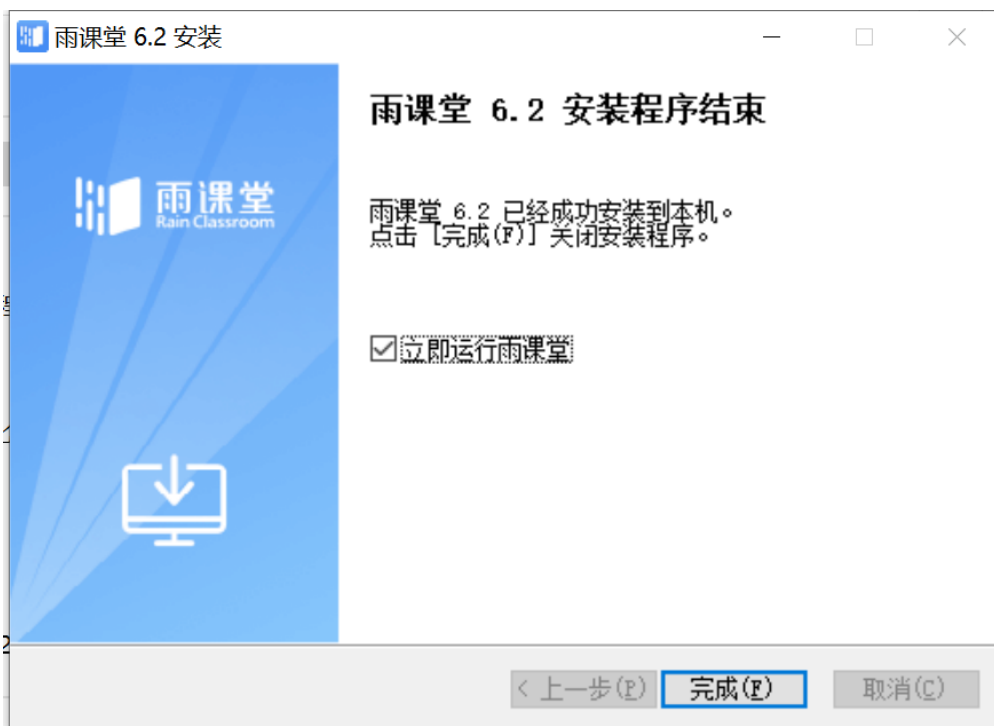 雨课堂 6.2 安装
雨课堂
Rain Classroom
雨课堂 6.2 安装程序结束
雨课堂 6.2 已经成功安装到本机。
点击 [完成(F)] 关闭安装程序。
立即运行雨课堂
< 上一步(P) 完成(F) 取消(C)